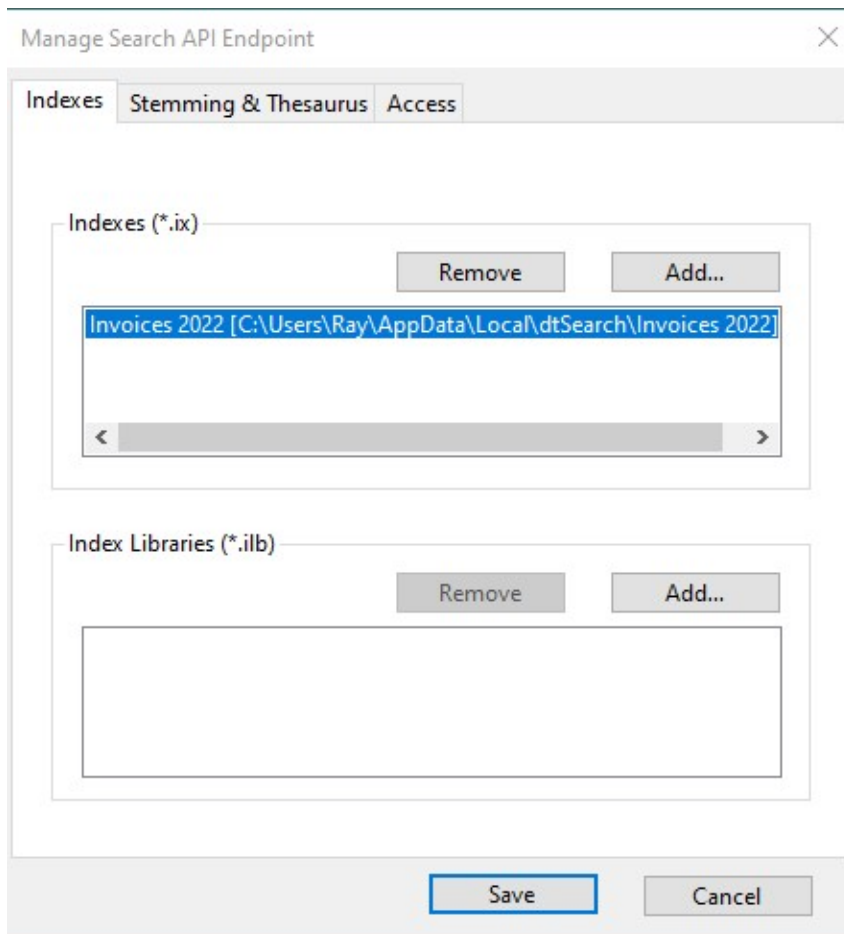 Manage Search API Endpoint
Indexes Stemming & Thesaurus Access
Indexes (*.ix)
Remove Add...
Invoices 2022 [C:\Users\Ray\AppData\Local\dtSearch\Invoices 2022]
Index Libraries (*.ilb)
Remove Add...
Save Cancel